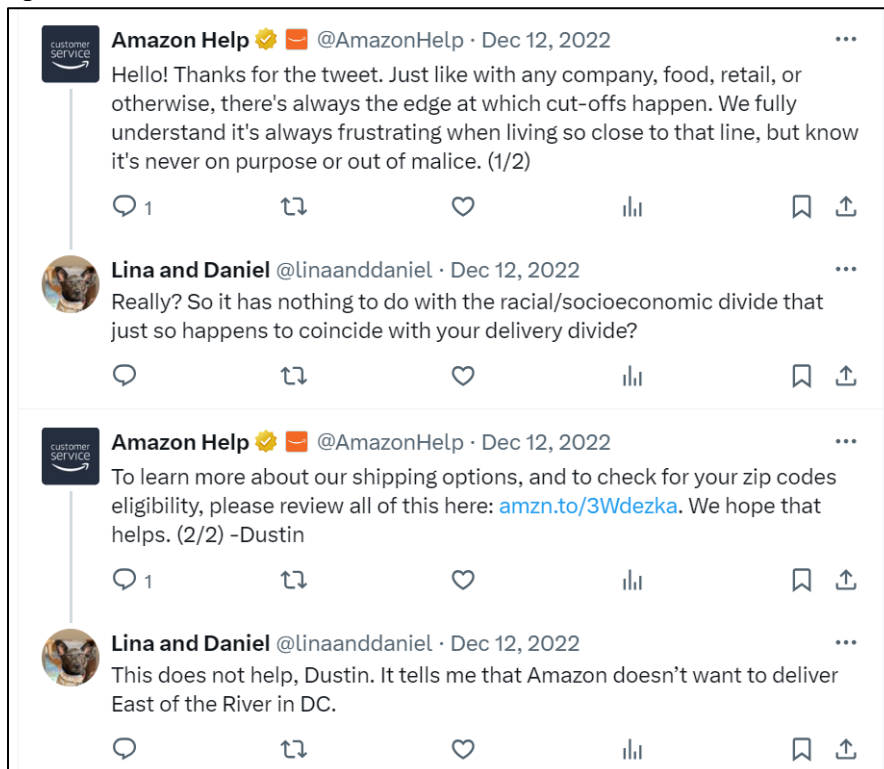 customer
service
Amazon Help @AmazonHelp · Dec 12, 2022
Hello! Thanks for the tweet. Just like with any company, food, retail, or
otherwise, there's always the edge at which cut-offs happen. We fully
understand it's always frustrating when living so close to that line, but know
it's never on purpose or out of malice. (1/2)
1
Lina and Daniel @linaanddaniel · Dec 12, 2022
Really? So it has nothing to do with the racial/socioeconomic divide that
just so happens to coincide with your delivery divide?
customer
service
Amazon Help @AmazonHelp · Dec 12, 2022
To learn more about our shipping options, and to check for your zip codes
eligibility, please review all of this here: amzn.to/3Wdezka. We hope that
helps. (2/2) -Dustin
1
Lina and Daniel @linaanddaniel · Dec 12, 2022
This does not help, Dustin. It tells me that Amazon doesn’t want to deliver
East of the River in DC.